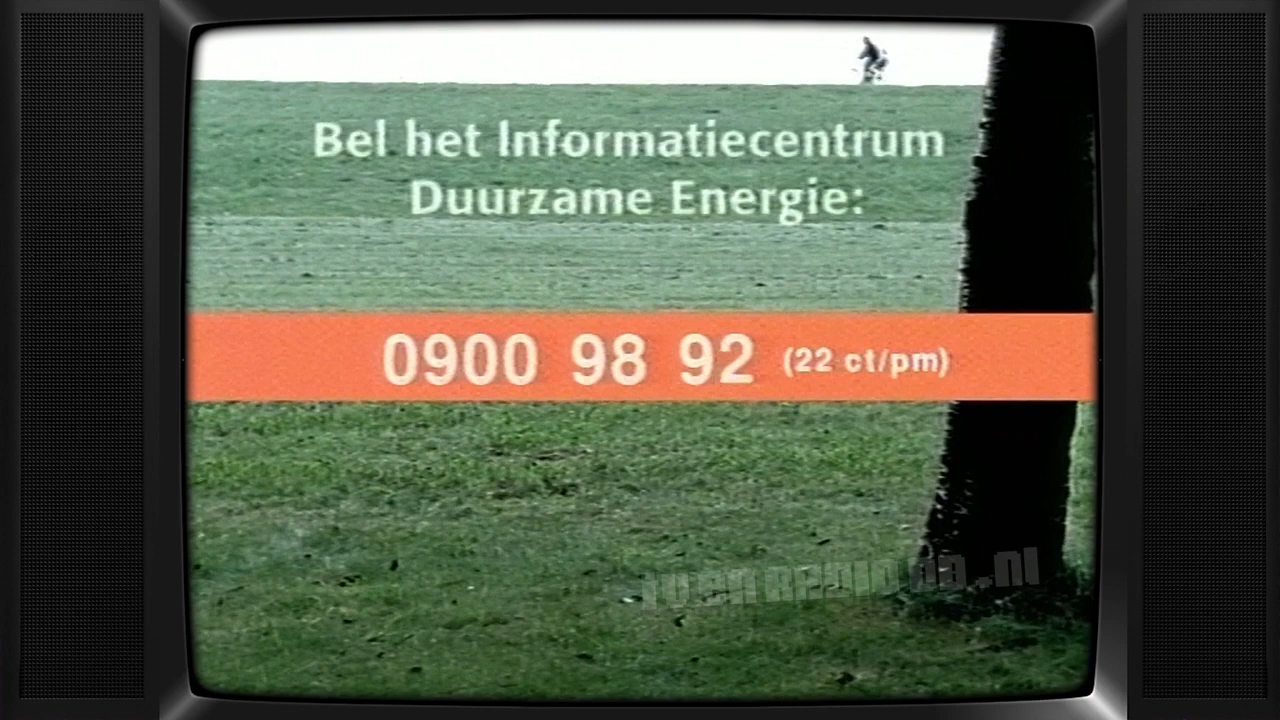 Bel het Informatiecentrum
Duurzame Energie:
0900 98 92 (22 ct/pm)